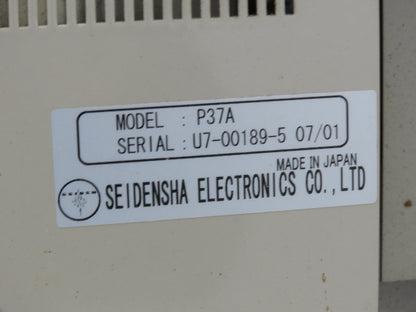 MODEL : P37A
SERIAL : U7-00189-5 07/01
MADE IN JAPAN
SEIDENSHA ELECTRONICS CO.,LTD